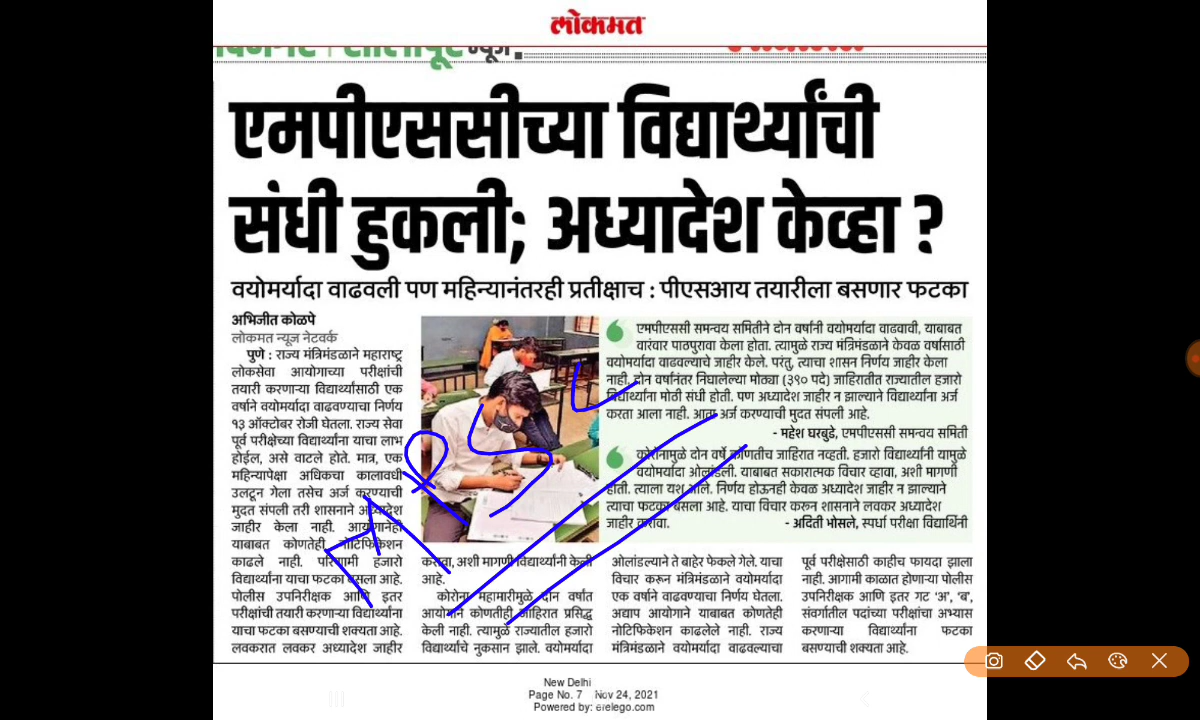 लोकमत
एमपीएससीच्या विद्यार्थ्यांची
संधी हुकली; अध्यादेश केव्हा ?
वयोमर्यादा वाढवली पण महिन्यानंतरही प्रतीक्षाच : पीएसआय तयारीला बसणार फटका
अभिजीत कोळपे
लोकमत न्यूज नेटवर्क
पुणे : राज्य मंत्रिमंडळाने महाराष्ट्र
लोकसेवा आयोगाच्या परीक्षांची
तयारी करणाऱ्या विद्यार्थ्यांसाठी एक
वर्षाने वयोमर्यादा वाढवण्याचा निर्णय
१३ ऑक्टोबर रोजी घेतला. राज्य सेवा
पूर्व परीक्षेच्या विद्यार्थ्यांना याचा लाभ
होईल, असे वाटले होते. मात्र, एक
महिन्यापेक्षा अधिकचा कालावधी
उलटून गेला तसेच अर्ज करण्याची
मुदत संपली तरी शासनाने अध्यादेश
जाहीर केला नाही. आयोगानेही
याबाबत कोणतेही नोटिफिकेशन
काढले नाही. परिणामी हजारो
विद्यार्थ्यांना याचा फटका बसला आहे.
पोलीस उपनिरीक्षक आणि इतर
परीक्षांची तयारी करणाऱ्या विद्यार्थ्यांना
याचा फटका बसण्याची शक्यता आहे.
लवकरात लवकर अध्यादेश जाहीर
एमपीएससी समन्वय समितीने दोन वर्षांनी वयोमर्यादा वाढवावी, याबाबत
वारंवार पाठपुरावा केला होता. त्यामुळे राज्य मंत्रिमंडळाने केवळ वर्षासाठी
वयोमर्यादा वाढवल्याचे जाहीर केले. परंतु, त्याचा शासन निर्णय जाहीर केला
नाही. दोन वर्षांनंतर निघालेल्या मोठ्या (३९० पदे) जाहिरातीत राज्यातील हजारो
विद्यार्थ्यांना मोठी संधी होती. पण अध्यादेश जाहीर न झाल्याने विद्यार्थ्यांना अर्ज
करता आला नाही. आता अर्ज करण्याची मुदत संपली आहे.
- महेश घरबुडे, एमपीएससी समन्वय समिती
कोरोनामुळे दोन वर्षे कोणतीच जाहिरात नव्हती. हजारो विद्यार्थ्यांनी यामुळे
वयोमर्यादा ओलांडली. याबाबत सकारात्मक विचार व्हावा, अशी मागणी
होती. त्याला यश आले. निर्णय होऊनही केवळ अध्यादेश जाहीर न झाल्याने
त्याचा फटका बसला आहे. याचा विचार करून शासनाने लवकर अध्यादेश
जाहीर करावा. - अदिती भोसले, स्पर्धा परीक्षा विद्यार्थिनी
करावा, अशी मागणी विद्यार्थ्यांनी केली
आहे.
कोरोना महामारीमुळे दोन वर्षात
आयोगाने कोणतीही जाहिरात प्रसिद्ध
केली नाही. त्यामुळे राज्यातील हजारो
विद्यार्थ्यांचे नुकसान झाले. वयोमर्यादा
ओलांडल्याने ते बाहेर फेकले गेले. याचा
विचार करून मंत्रिमंडळाने वयोमर्यादा
एक वर्षाने वाढवण्याचा निर्णय घेतला.
अद्याप आयोगाने याबाबत कोणतेही
नोटिफिकेशन काढलेले नाही. राज्य
मंत्रिमंडळाने वयोमर्यादा वाढवल्याचा
पूर्व परीक्षेसाठी काहीच फायदा झाला
नाही. आगामी काळात होणाऱ्या पोलीस
उपनिरीक्षक आणि इतर गट 'अ', 'ब',
संवर्गातील पदांच्या परीक्षांचा अभ्यास
करणाऱ्या विद्यार्थ्यांना फटका
बसण्याची शक्यता आहे.
New Delhi
Page No. 7 Nov 24, 2021
Powered by: erelego.com